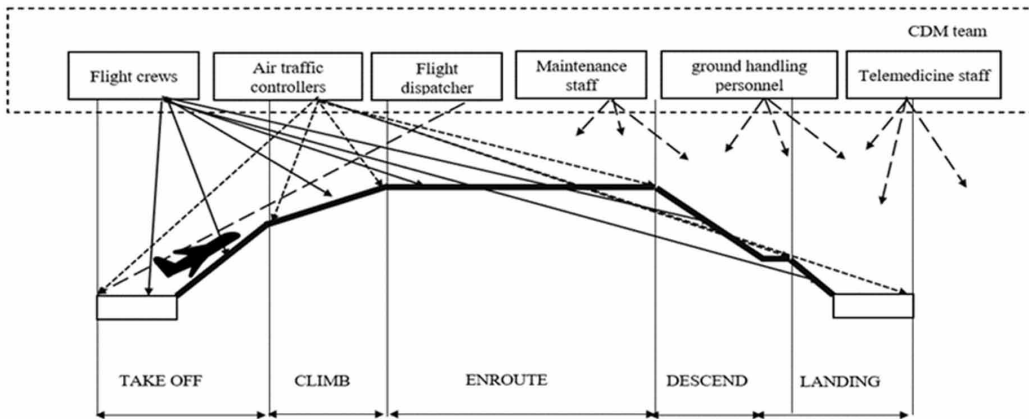 CDM team
Flight crews
Air traffic
controllers
Flight
dispatcher
Maintenance
staff
ground handling
personnel
Telemedicine staff
TAKE OFF
CLIMB
ENROUTE
DESCEND
LANDING